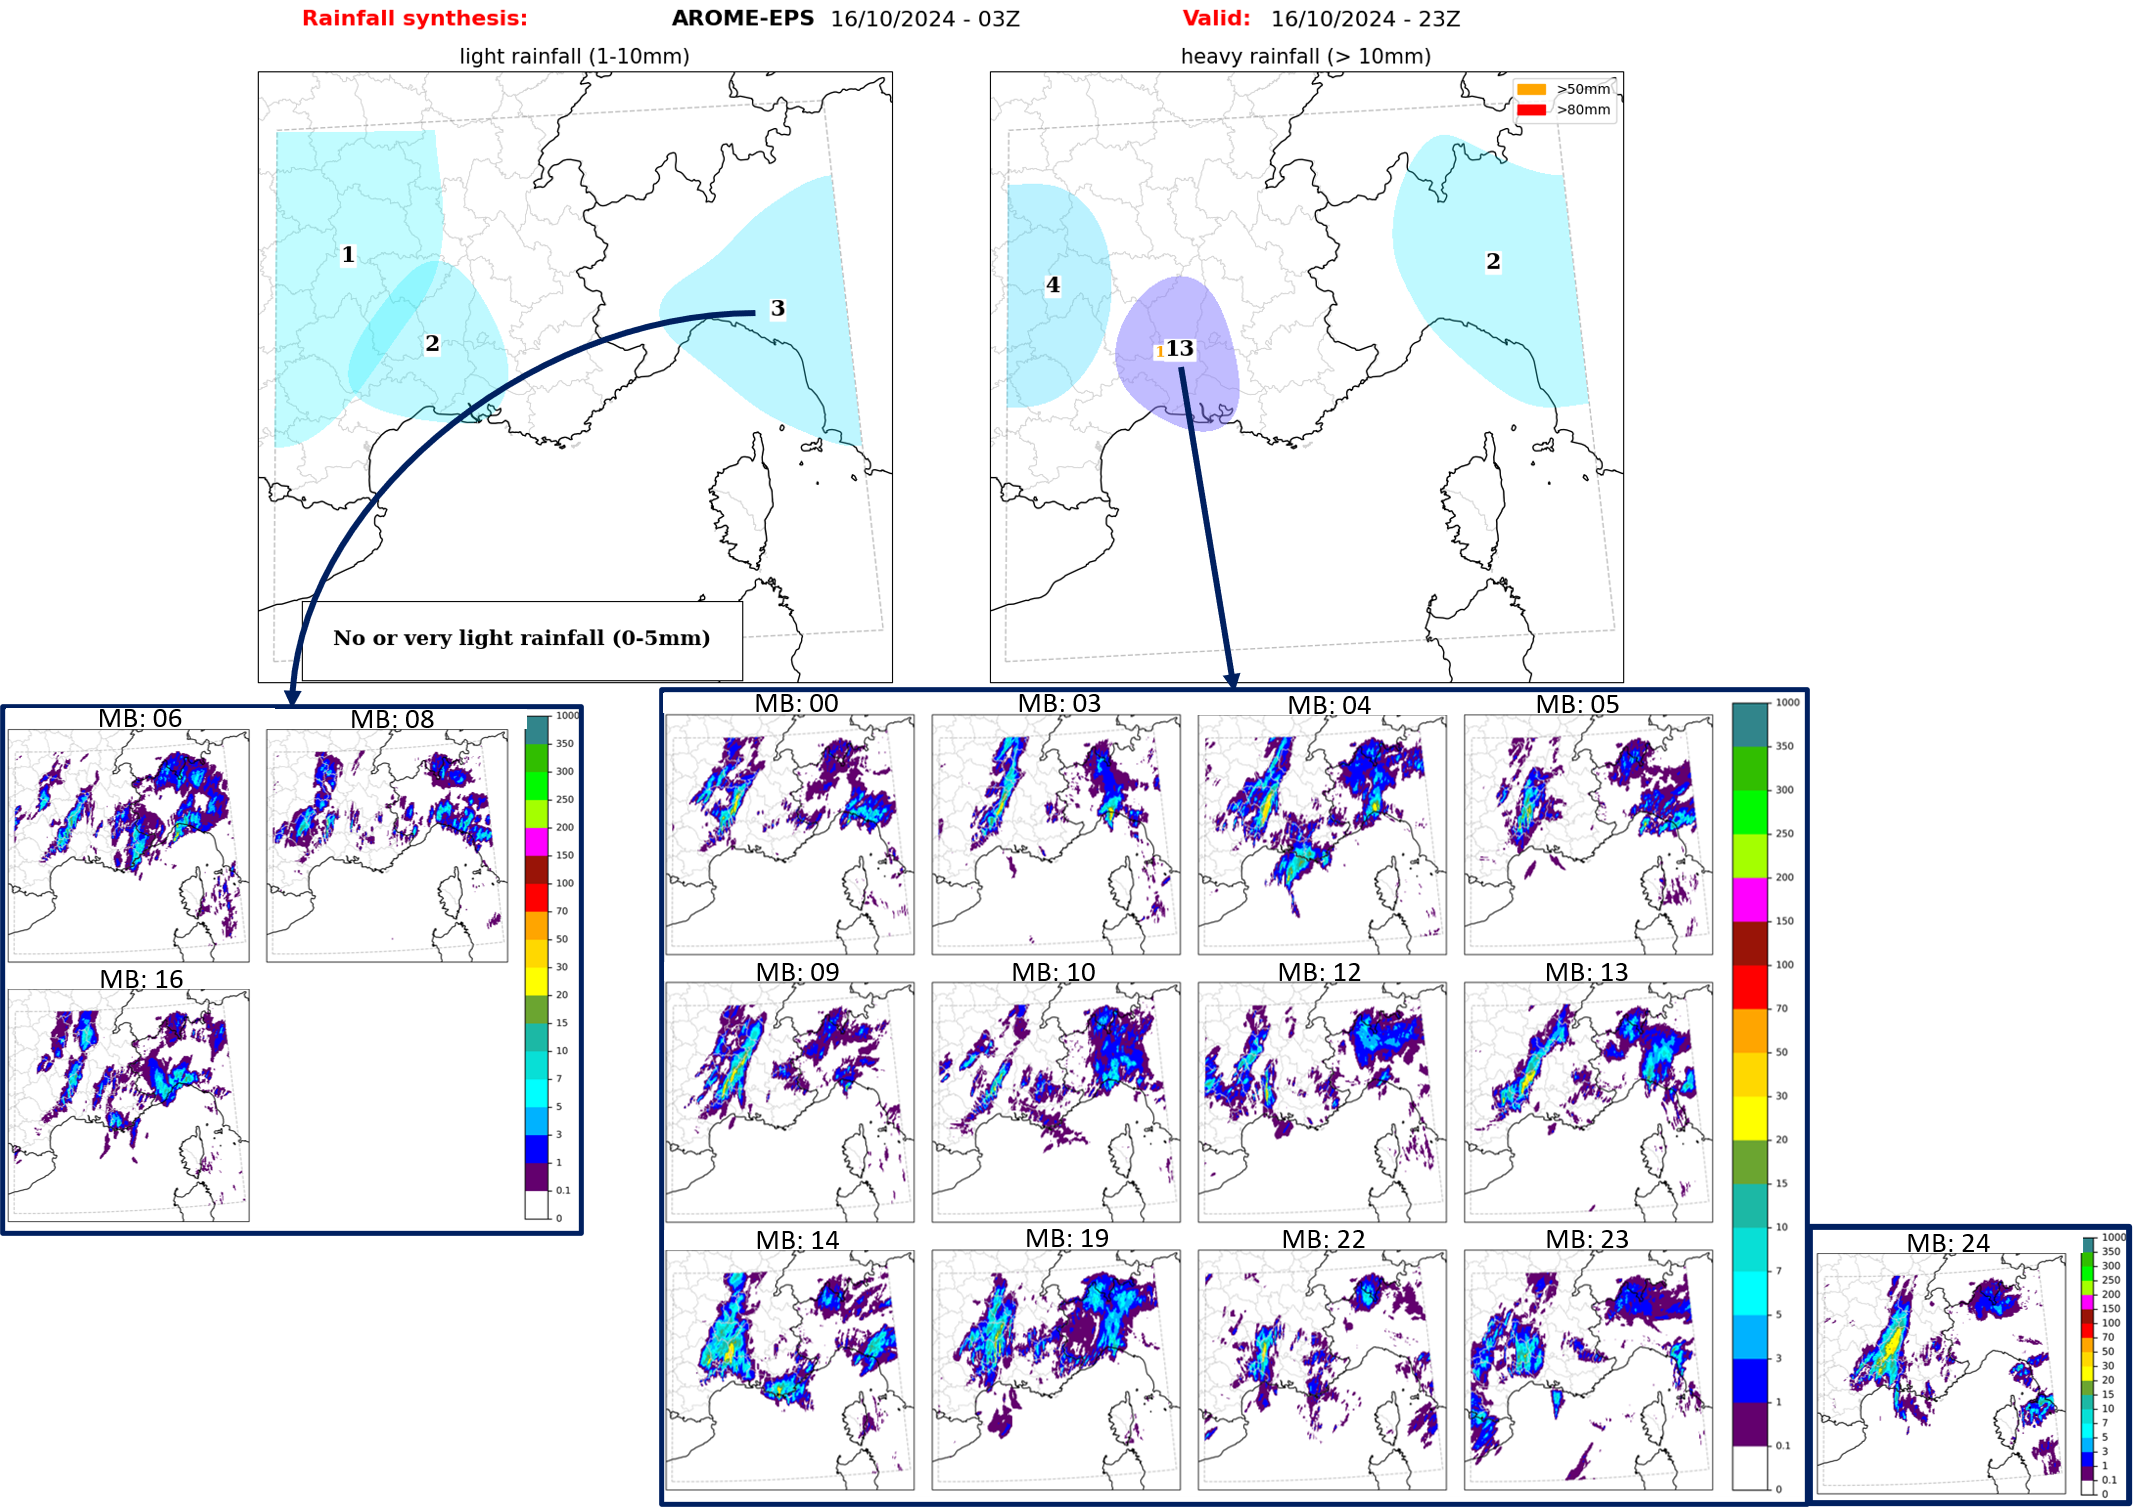 Rainfall synthesis: AROME-EPS 16/10/2024 - 03Z Valid: 16/10/2024 - 23Z
light rainfall (1-10mm)
heavy rainfall (> 10mm)
>50mm
>80mm
1
2
3
No or very light rainfall (0-5mm)
4
113
2
MB: 06
MB: 08
MB: 16
1000
350
300
250
200
150
100
70
50
30
20
15
10
7
5
3
1
0.1
0
MB: 00
MB: 03
MB: 04
MB: 05
MB: 09
MB: 10
MB: 12
MB: 13
MB: 14
MB: 19
MB: 22
MB: 23
1000
350
300
250
200
150
100
70
50
30
20
15
10
7
5
3
1
0.1
0
MB: 24
1000
350
300
250
200
150
100
70
50
30
20
15
10
7
5
3
1
0.1
0